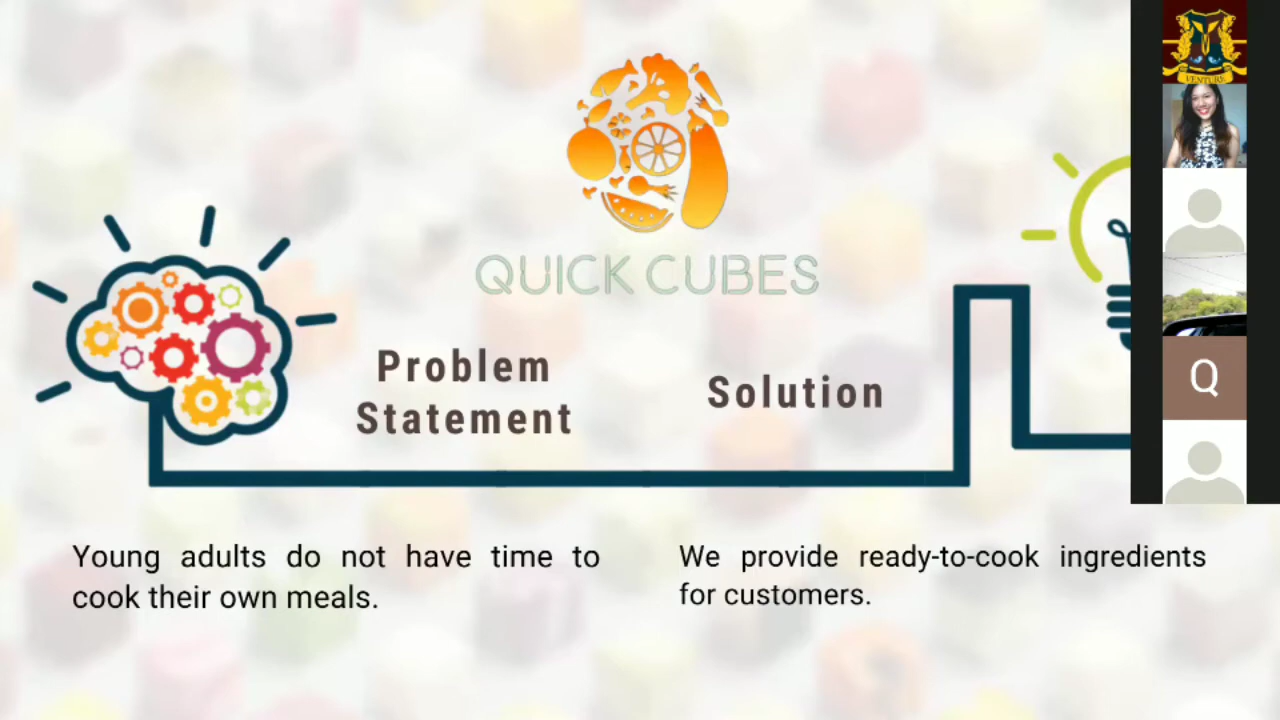 VENTURE
QUICK CUBES
Problem
Statement
Solution
Q
Young adults do not have time to
cook their own meals.
We provide ready-to-cook ingredients
for customers.